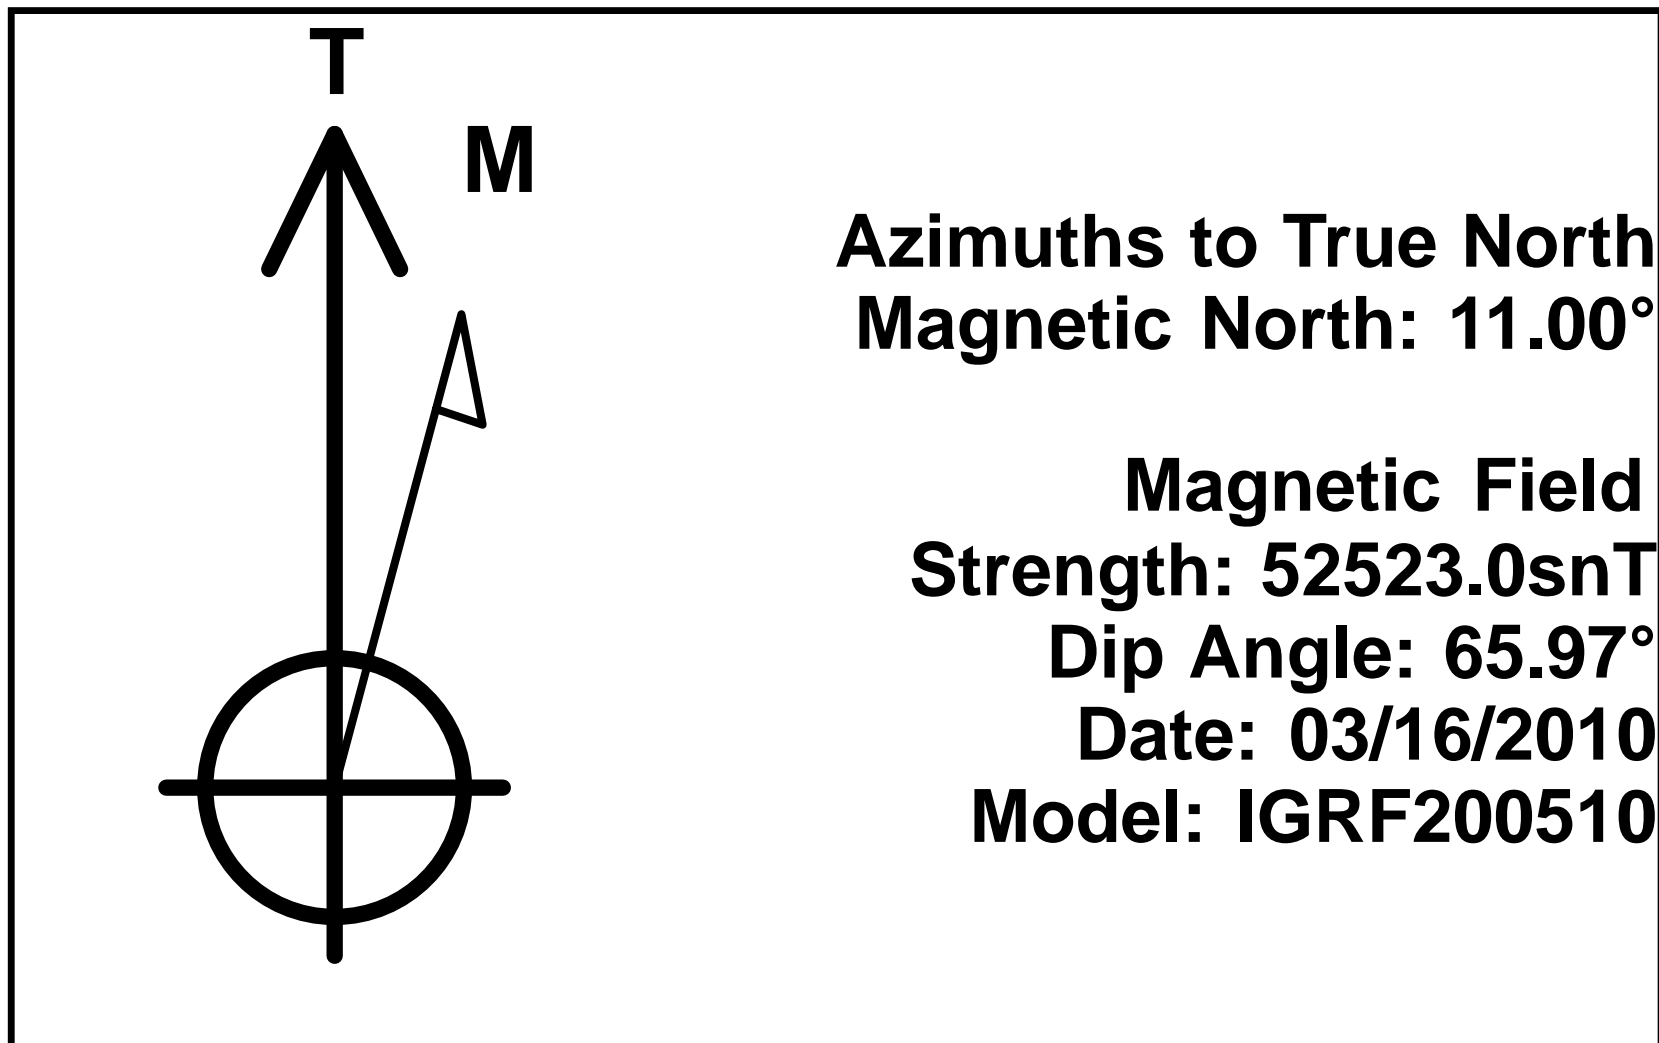 T
M
Azimuths to True North
Magnetic North: 11.00°
Magnetic Field
Strength: 52523.0snT
Dip Angle: 65.97°
Date: 03/16/2010
Model: IGRF200510